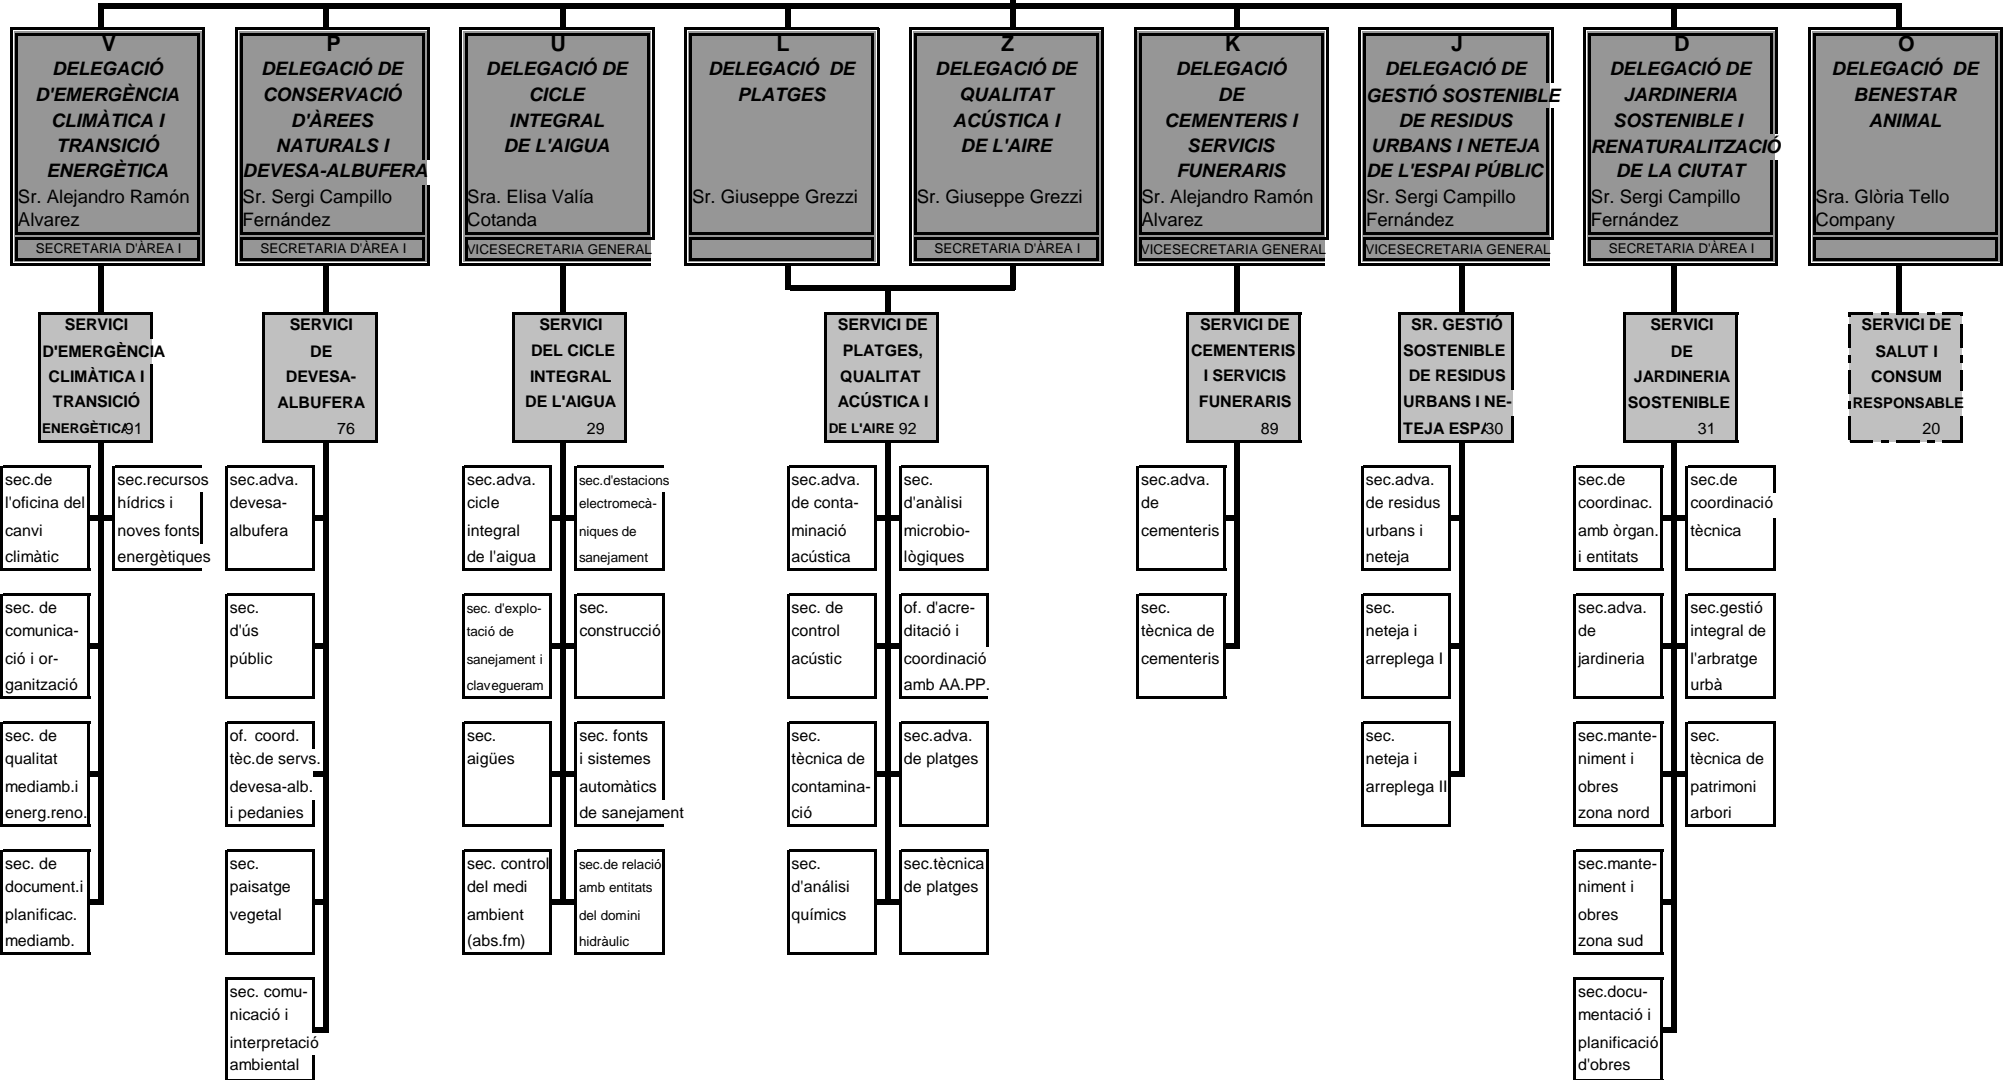 V
DELEGACIÓ
D'EMERGÈNCIA
CLIMÀTICA I
TRANSICIÓ
ENERGÈTICA
Sr. Alejandro Ramón
Alvarez
SECRETARIA D'ÀREA I
P
DELEGACIÓ DE
CONSERVACIÓ
D'ÀREES
NATURALS I
DEVESA-ALBUFERA
Sr. Sergi Campillo
Fernández
SECRETARIA D'ÀREA I
U
DELEGACIÓ DE
CICLE
INTEGRAL
DE L'AIGUA
Sra. Elisa Valía
Cotanda
VICESECRETARIA GENERAL
L
DELEGACIÓ DE
PLATGES
Sr. Giuseppe Grezzi
Z
DELEGACIÓ DE
QUALITAT
ACÚSTICA I
DE L'AIRE
Sr. Giuseppe Grezzi
SECRETARIA D'ÀREA I
K
DELEGACIÓ
DE
CEMENTERIS I
SERVICIS
FUNERARIS
Sr. Alejandro Ramón
Alvarez
VICESECRETARIA GENERAL
J
DELEGACIÓ DE
GESTIÓ SOSTENIBLE
DE RESIDUS
URBANS I NETEJA
DE L'ESPAI PÚBLIC
Sr. Sergi Campillo
Fernández
VICESECRETARIA GENERAL
D
DELEGACIÓ DE
JARDINERIA
SOSTENIBLE I
RENATURALITZACIÓ
DE LA CIUTAT
Sr. Sergi Campillo
Fernández
SECRETARIA D'ÀREA I
O
DELEGACIÓ DE
BENESTAR
ANIMAL
Sra. Glòria Tello
Company
SERVICI
D'EMERGÈNCIA
CLIMÀTICA I
TRANSICIÓ
ENERGÈTICA 91
SERVICI
DE
DEVESA-
ALBUFERA
76
SERVICI
DEL CICLE
INTEGRAL
DE L'AIGUA
29
SERVICI DE
PLATGES,
QUALITAT
ACÚSTICA I
DE L'AIRE 92
SERVICI DE
CEMENTERIS
I SERVICIS
FUNERARIS
89
SR. GESTIÓ
SOSTENIBLE
DE RESIDUS
URBANS I NE-
TEJA ESPA 30
SERVICI
DE
JARDINERIA
SOSTENIBLE
31
SERVICI DE
SALUT I
CONSUM
RESPONSABLE
20
sec.de
l'oficina del
canvi
climàtic
sec.recursos
hídrics i
noves fonts
energètiques
sec. de
comunica-
ció i or-
ganització
sec. de
qualitat
mediamb.i
energ.reno.
sec. de
document.i
planificac.
mediamb.
sec.adva.
devesa-
albufera
sec.
d'ús
públic
of. coord.
tèc.de servs.
devesa-alb.
i pedanies
sec.
paisatge
vegetal
sec. comu-
nicació i
interpretació
ambiental
sec.adva.
cicle
integral
de l'aigua
sec.d'estacions
electromecà-
niques de
sanejament
sec. d'explo-
tació de
sanejament i
clavegueram
sec.
construcció
sec.
aigües
sec. fonts
i sistemes
automàtics
de sanejament
sec. control
del medi
ambient
(abs.fm)
sec.de relació
amb entitats
del domini
hidràulic
sec.adva.
de conta-
minació
acústica
sec.
d'anàlisi
microbio-
lògiques
sec. de
control
acústic
of. d'acre-
ditació i
coordinació
amb AA.PP.
sec.
tècnica de
contamina-
ció
sec.adva.
de platges
sec.
d'análisi
químics
sec.tècnica
de platges
sec.adva.
de
cementeris
sec.
tècnica de
cementeris
sec.adva.
de residus
urbans i
neteja
sec.
neteja i
arreplega I
sec.
neteja i
arreplega II
sec.de
coordinac.
amb òrgan.
i entitats
sec.de
coordinació
tècnica
sec.adva.
de
jardineria
sec.gestió
integral de
l'arbratge
urbà
sec.mante-
niment i
obres
zona nord
sec.
tècnica de
patrimoni
arbori
sec.mante-
niment i
obres
zona sud
sec.docu-
mentació i
planificació
d'obres